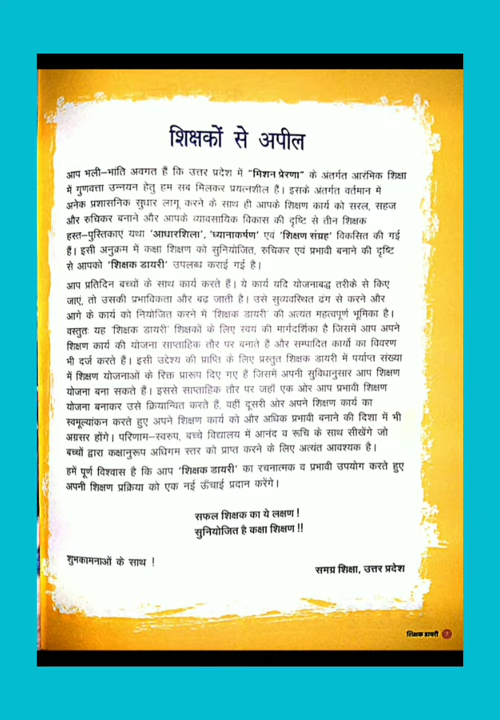 शिक्षकों से अपील
आप भली–भांति अवगत हैं कि उत्तर प्रदेश में "मिशन प्रेरणा" के अंतर्गत आरंभिक शिक्षा
में गुणवत्ता उन्नयन हेतु हम सब मिलकर प्रयत्नशील हैं। इसके अंतर्गत वर्तमान में
अनेक प्रशासनिक सुधार लागू करने के साथ ही आपके शिक्षण कार्य को सरल, सहज
और रुचिकर बनाने और आपके व्यावसायिक विकास की दृष्टि से तीन शिक्षक
हस्त–पुस्तिकाए यथा 'आधारशिला', 'ध्यानाकर्षण' एवं 'शिक्षण संग्रह' विकसित की गई
हैं। इसी अनुक्रम में कक्षा शिक्षण को सुनियोजित, रुचिकर एवं प्रभावी बनाने की दृष्टि
से आपको 'शिक्षक डायरी' उपलब्ध कराई गई है।
आप प्रतिदिन बच्चों के साथ कार्य करते हैं। ये कार्य यदि योजनाबद्ध तरीके से किए
जाएं, तो उसकी प्रभाविकता और बढ़ जाती है। उसे सुव्यवस्थित ढंग से करने और
आगे के कार्य को नियोजित करने में 'शिक्षक डायरी' की अत्यंत महत्वपूर्ण भूमिका है।
वस्तुतः यह 'शिक्षक डायरी' शिक्षकों के लिए स्वयं की मार्गदर्शिका है जिसमें आप अपने
शिक्षण कार्य की योजना साप्ताहिक तौर पर बनाते हैं और सम्पादित कार्यों का विवरण
भी दर्ज करते हैं। इसी उद्देश्य की प्राप्ति के लिए प्रस्तुत शिक्षक डायरी में पर्याप्त संख्या
में शिक्षण योजनाओं के रिक्त प्रारूप दिए गए हैं जिसमें अपनी सुविधानुसार आप शिक्षण
योजना बना सकते हैं। इससे साप्ताहिक तौर पर जहाँ एक ओर आप प्रभावी शिक्षण
योजना बनाकर उसे क्रियान्वित करते हैं, वहीं दूसरी ओर अपने शिक्षण कार्य का
स्वमूल्यांकन करते हुए अपने शिक्षण कार्य को और अधिक प्रभावी बनाने की दिशा में भी
अग्रसर होंगे। परिणाम–स्वरुप, बच्चे विद्यालय में आनंद व रूचि के साथ सीखेंगे जो
बच्चों द्वारा कक्षानुरूप अधिगम स्तर को प्राप्त करने के लिए अत्यंत आवश्यक है।
हमें पूर्ण विश्वास है कि आप 'शिक्षक डायरी' का रचनात्मक व प्रभावी उपयोग करते हुए
अपनी शिक्षण प्रक्रिया को एक नई ऊँचाई प्रदान करेंगे।
सफल शिक्षक का ये लक्षण !
सुनियोजित है कक्षा शिक्षण !!
शुभकामनाओं के साथ !
समग्र शिक्षा, उत्तर प्रदेश
शिक्षक डायरी 7